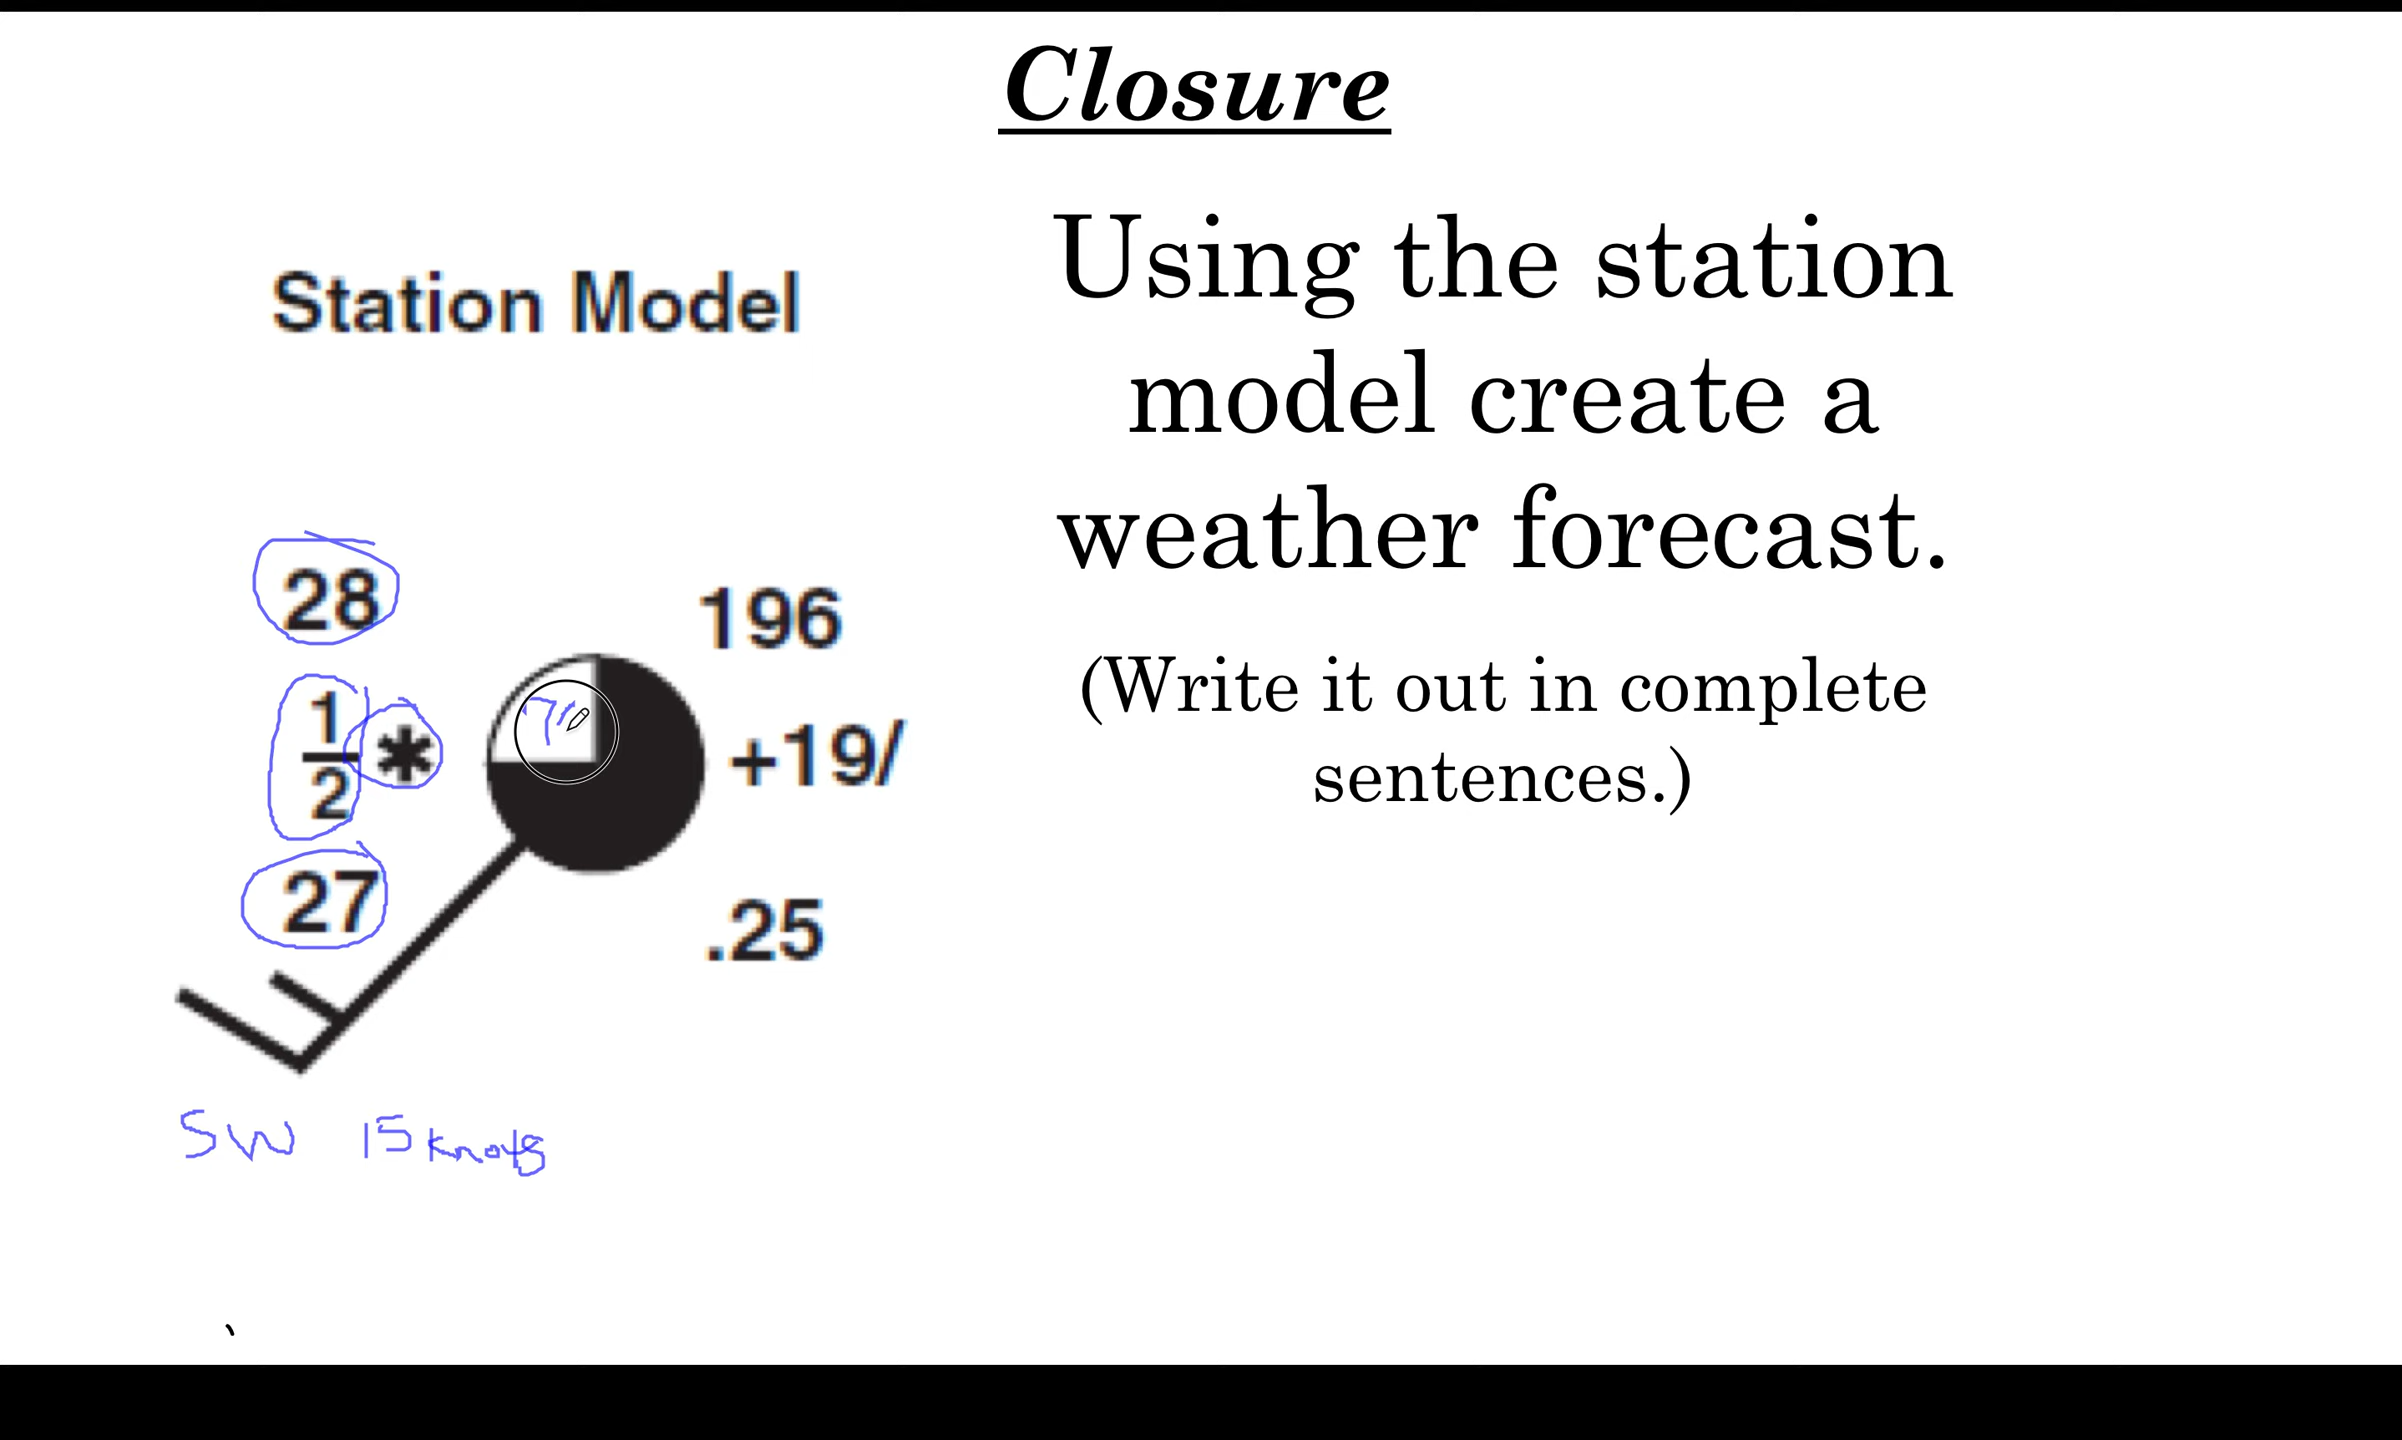 Closure
Using the station
model create a
weather forecast.
(Write it out in complete
sentences.)
Station Model
28
196
1/2 *
+19/
27
.25
SW 15 knots